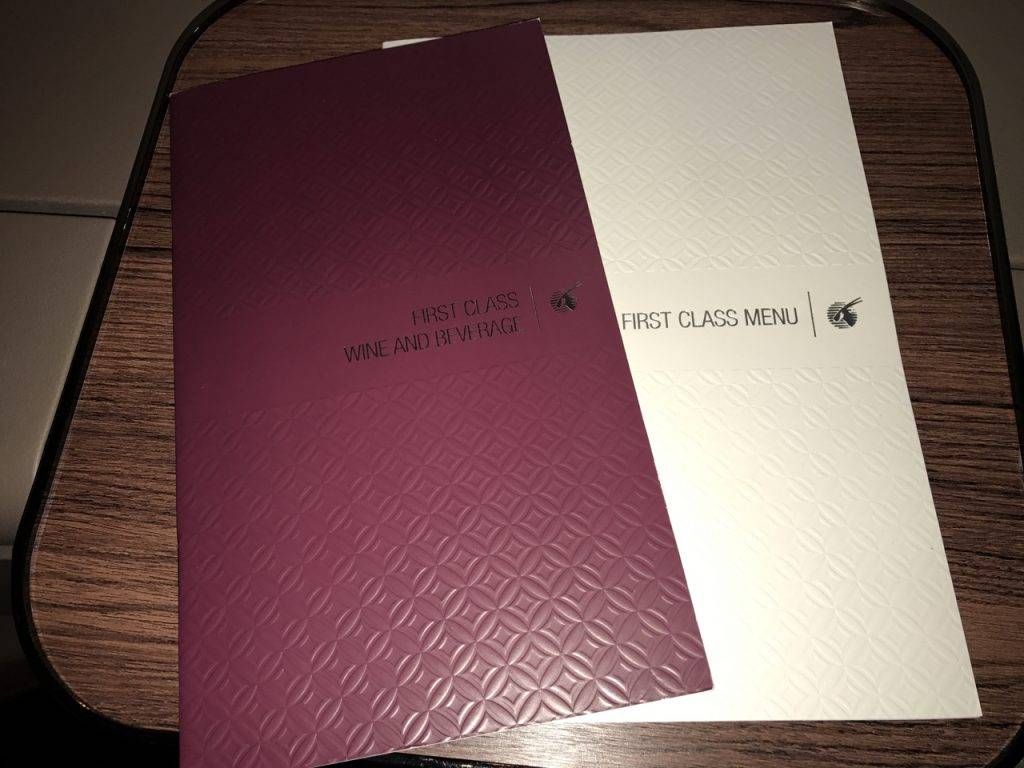 FIRST CLASS
WINE AND BEVERAGE
FIRST CLASS MENU